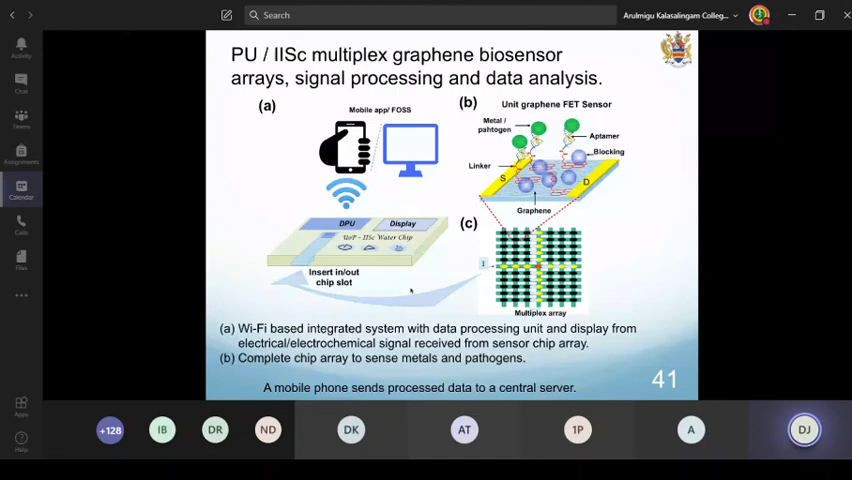 Search
Arulmigu Kalasalingam Colleg...
Activity
Chat
Teams
Assignments
Calendar
Calls
Files
Apps
Help
PU / IISc multiplex graphene biosensor
arrays, signal processing and data analysis.
(a)
Mobile app/ FOSS
DPU
Display
UoP - IISc Water Chip
Insert in/out
chip slot
(b)
Unit graphene FET Sensor
Metal /
pahtogen
Aptamer
Blocking
Linker
S
D
Graphene
(c)
Multiplex array
(a) Wi-Fi based integrated system with data processing unit and display from
electrical/electrochemical signal received from sensor chip array.
(b) Complete chip array to sense metals and pathogens.
A mobile phone sends processed data to a central server.
41
+128
IB
DR
ND
DK
AT
1P
A
DJ